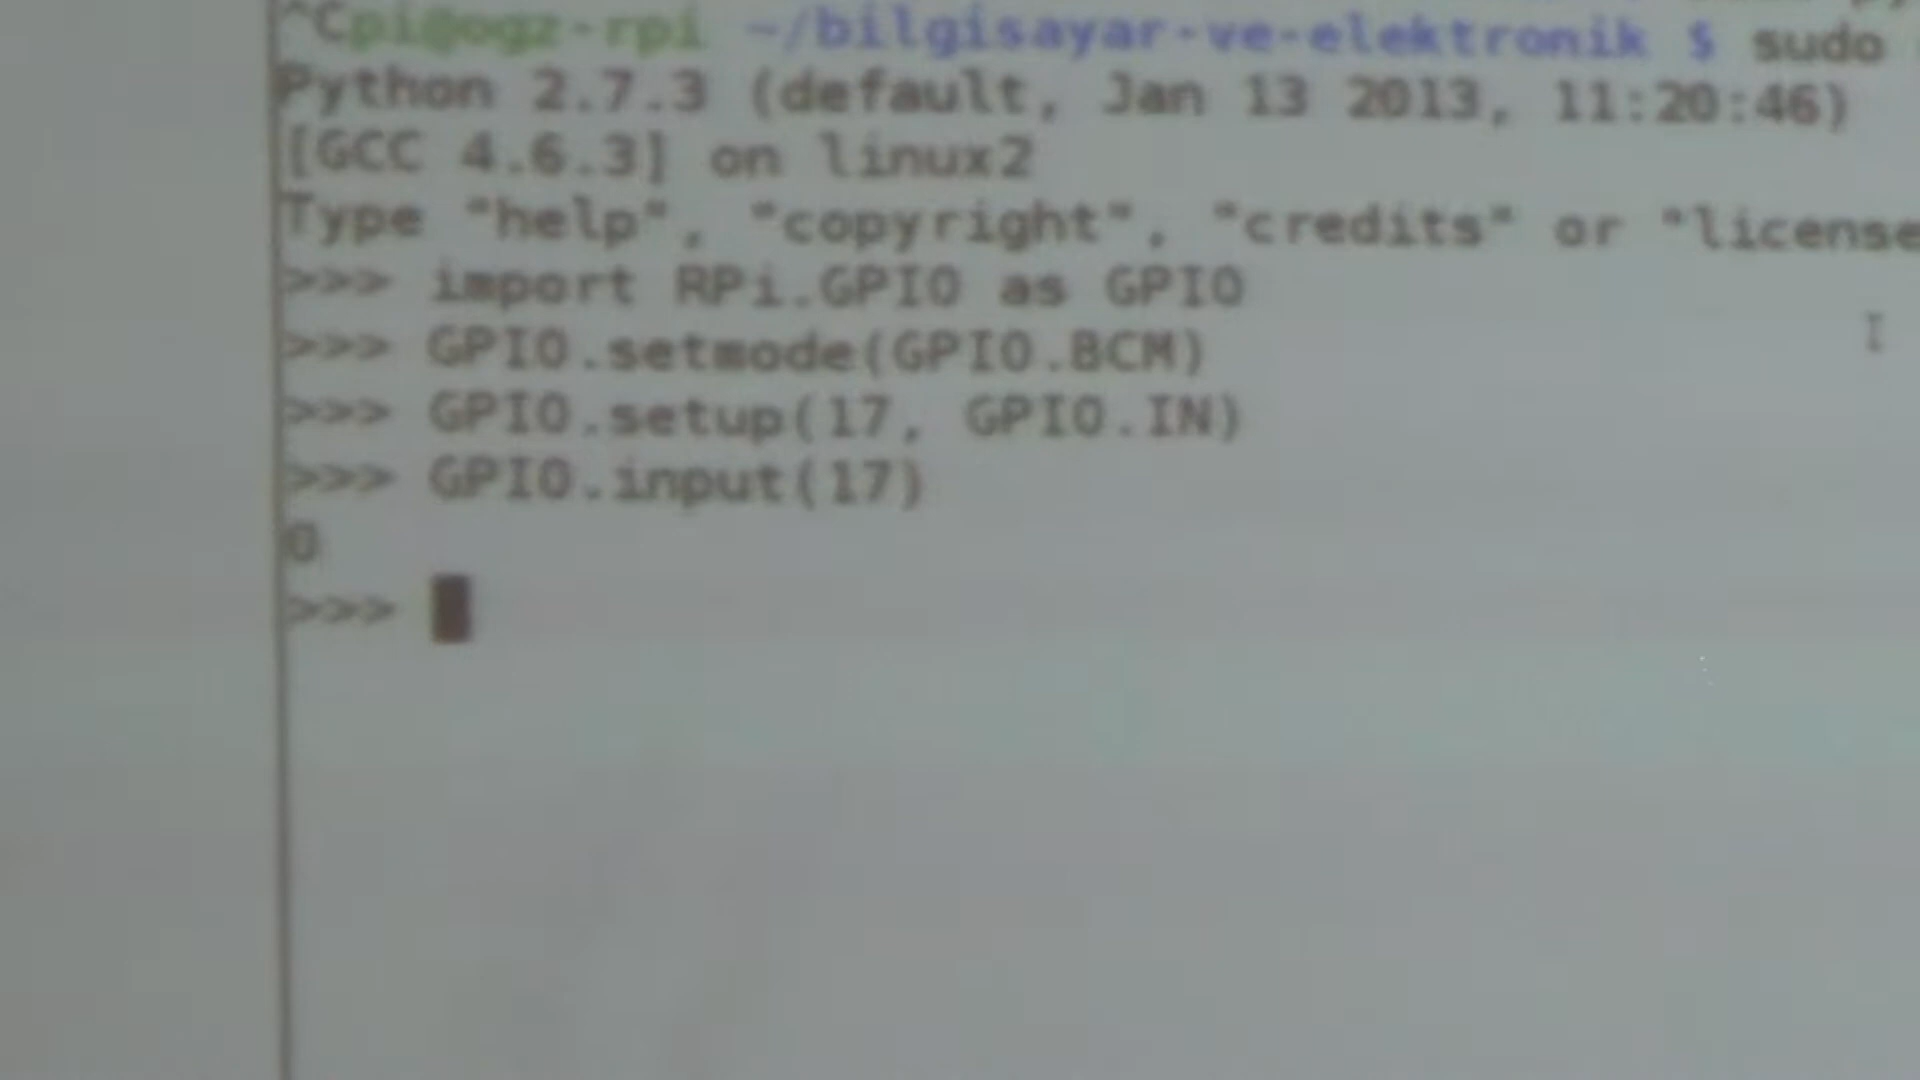 ^Cpi@ogz-rpi ~/bilgisayar-ve-elektronik $ sudo
Python 2.7.3 (default, Jan 13 2013, 11:20:46)
[GCC 4.6.3] on linux2
Type "help", "copyright", "credits" or "license
>>> import RPi.GPIO as GPIO
>>> GPIO.setmode(GPIO.BCM)
>>> GPIO.setup(17, GPIO.IN)
>>> GPIO.input(17)
0
>>>